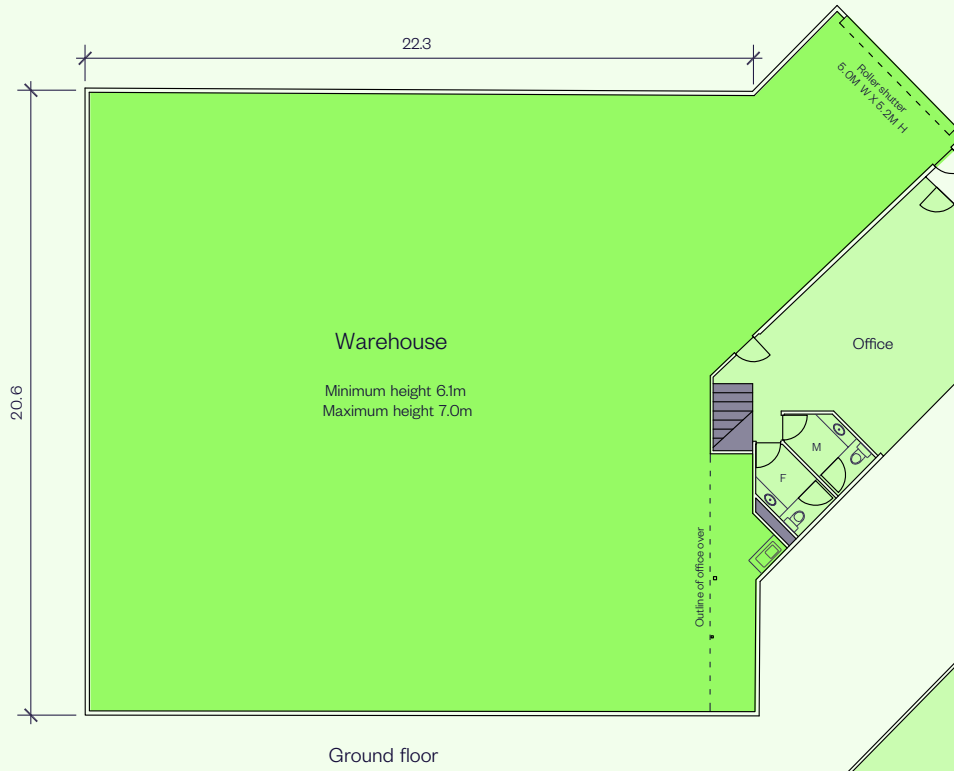 22.3
Roller shutter
5.0M W X 5.2M H
20.6
Warehouse
Office
Minimum height 6.1m
Maximum height 7.0m
M
F
Outline of office over
Ground floor